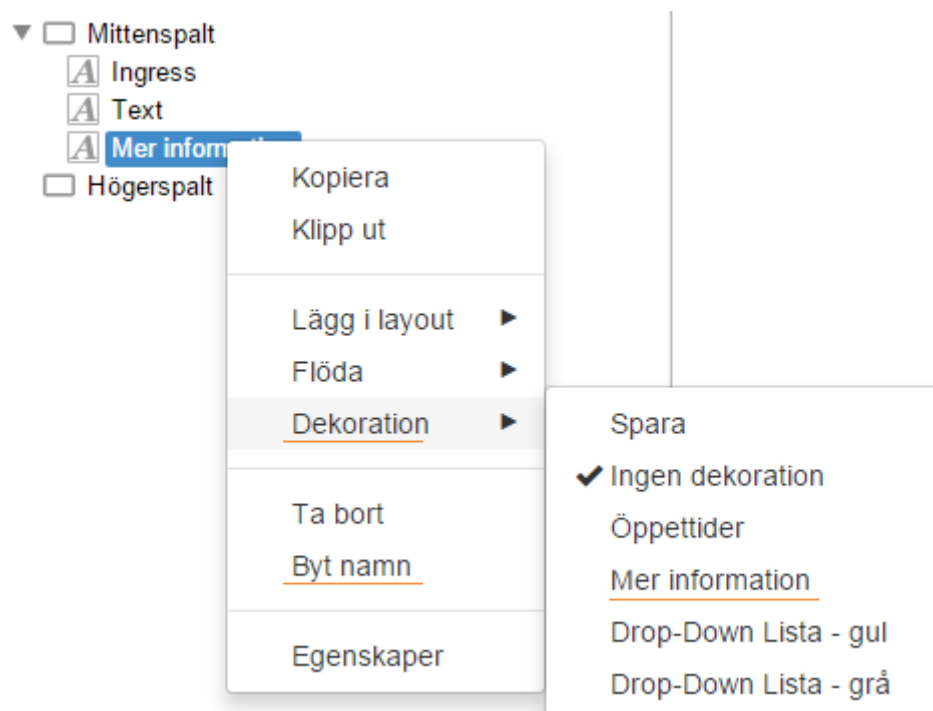 Mittenspalt
Ingress
Text
Mer inform
Högerspalt
Kopiera
Klipp ut
Lägg i layout
Flöda
Dekoration
Ta bort
Byt namn
Egenskaper
Spara
Ingen dekoration
Öppettider
Mer information
Drop-Down Lista - gul
Drop-Down Lista - grå